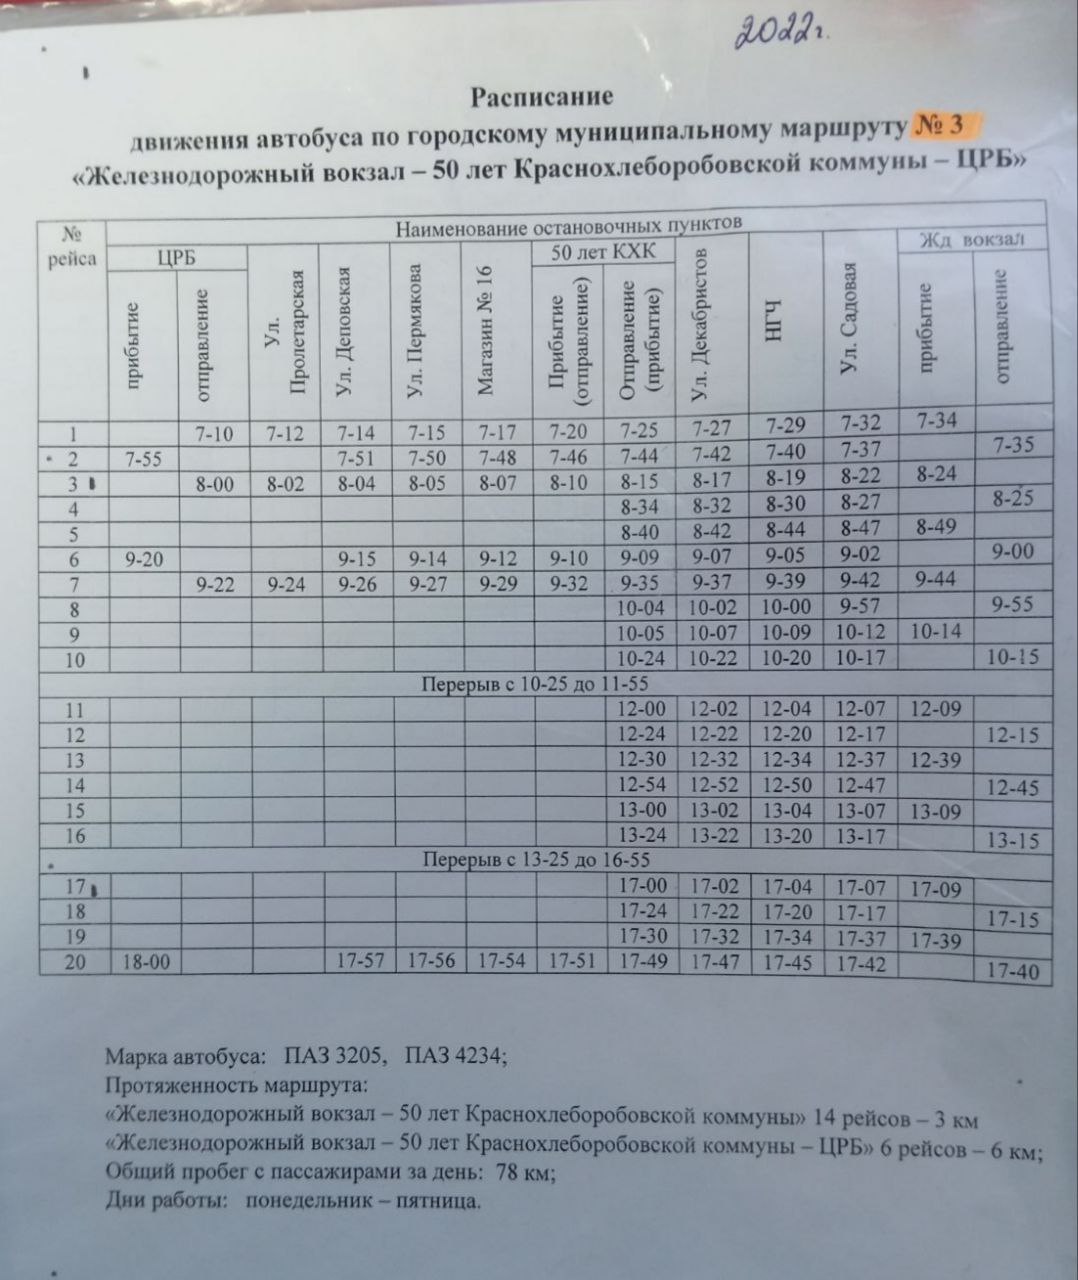 2022г.
Расписание
движения автобуса по городскому муниципальному маршруту № 3
«Железнодорожный вокзал – 50 лет Краснохлеборобовской коммуны – ЦРБ»
№ рейса Наименование остановочных пунктов
ЦРБ Ул. Пролетарская Ул. Деповская Ул. Пермякова Магазин № 16 50 лет КХК Ул. Декабристов НГЧ Ул. Садовая Жд вокзал
прибытие отправление Прибытие (отправление) Отправление (прибытие) прибытие отправление
1 7-10 7-12 7-14 7-15 7-17 7-20 7-25 7-27 7-29 7-32 7-34
2 7-55 7-51 7-50 7-48 7-46 7-44 7-42 7-40 7-37 7-35
3 8-00 8-02 8-04 8-05 8-07 8-10 8-15 8-17 8-19 8-22 8-24
4 8-34 8-32 8-30 8-27 8-25
5 8-40 8-42 8-44 8-47 8-49
6 9-20 9-15 9-14 9-12 9-10 9-09 9-07 9-05 9-02 9-00
7 9-22 9-24 9-26 9-27 9-29 9-32 9-35 9-37 9-39 9-42 9-44
8 10-04 10-02 10-00 9-57 9-55
9 10-05 10-07 10-09 10-12 10-14
10 10-24 10-22 10-20 10-17 10-15
Перерыв с 10-25 до 11-55
11 12-00 12-02 12-04 12-07 12-09
12 12-24 12-22 12-20 12-17 12-15
13 12-30 12-32 12-34 12-37 12-39
14 12-54 12-52 12-50 12-47 12-45
15 13-00 13-02 13-04 13-07 13-09
16 13-24 13-22 13-20 13-17 13-15
Перерыв с 13-25 до 16-55
17 17-00 17-02 17-04 17-07 17-09
18 17-24 17-22 17-20 17-17 17-15
19 17-30 17-32 17-34 17-37 17-39
20 18-00 17-57 17-56 17-54 17-51 17-49 17-47 17-45 17-42 17-40
Марка автобуса: ПАЗ 3205, ПАЗ 4234;
Протяженность маршрута:
«Железнодорожный вокзал – 50 лет Краснохлеборобовской коммуны» 14 рейсов – 3 км
«Железнодорожный вокзал – 50 лет Краснохлеборобовской коммуны – ЦРБ» 6 рейсов – 6 км;
Общий пробег с пассажирами за день: 78 км;
Дни работы: понедельник – пятница.